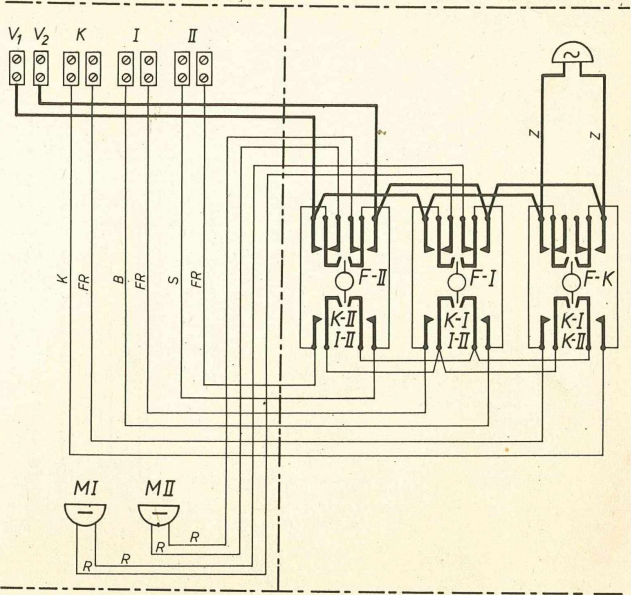 V1 V2 K I II
~
Z Z
K FR B FR S FR
F-II F-I F-K
K-II K-I K-I
I-II I-II K-II
MI MII
R R
R R